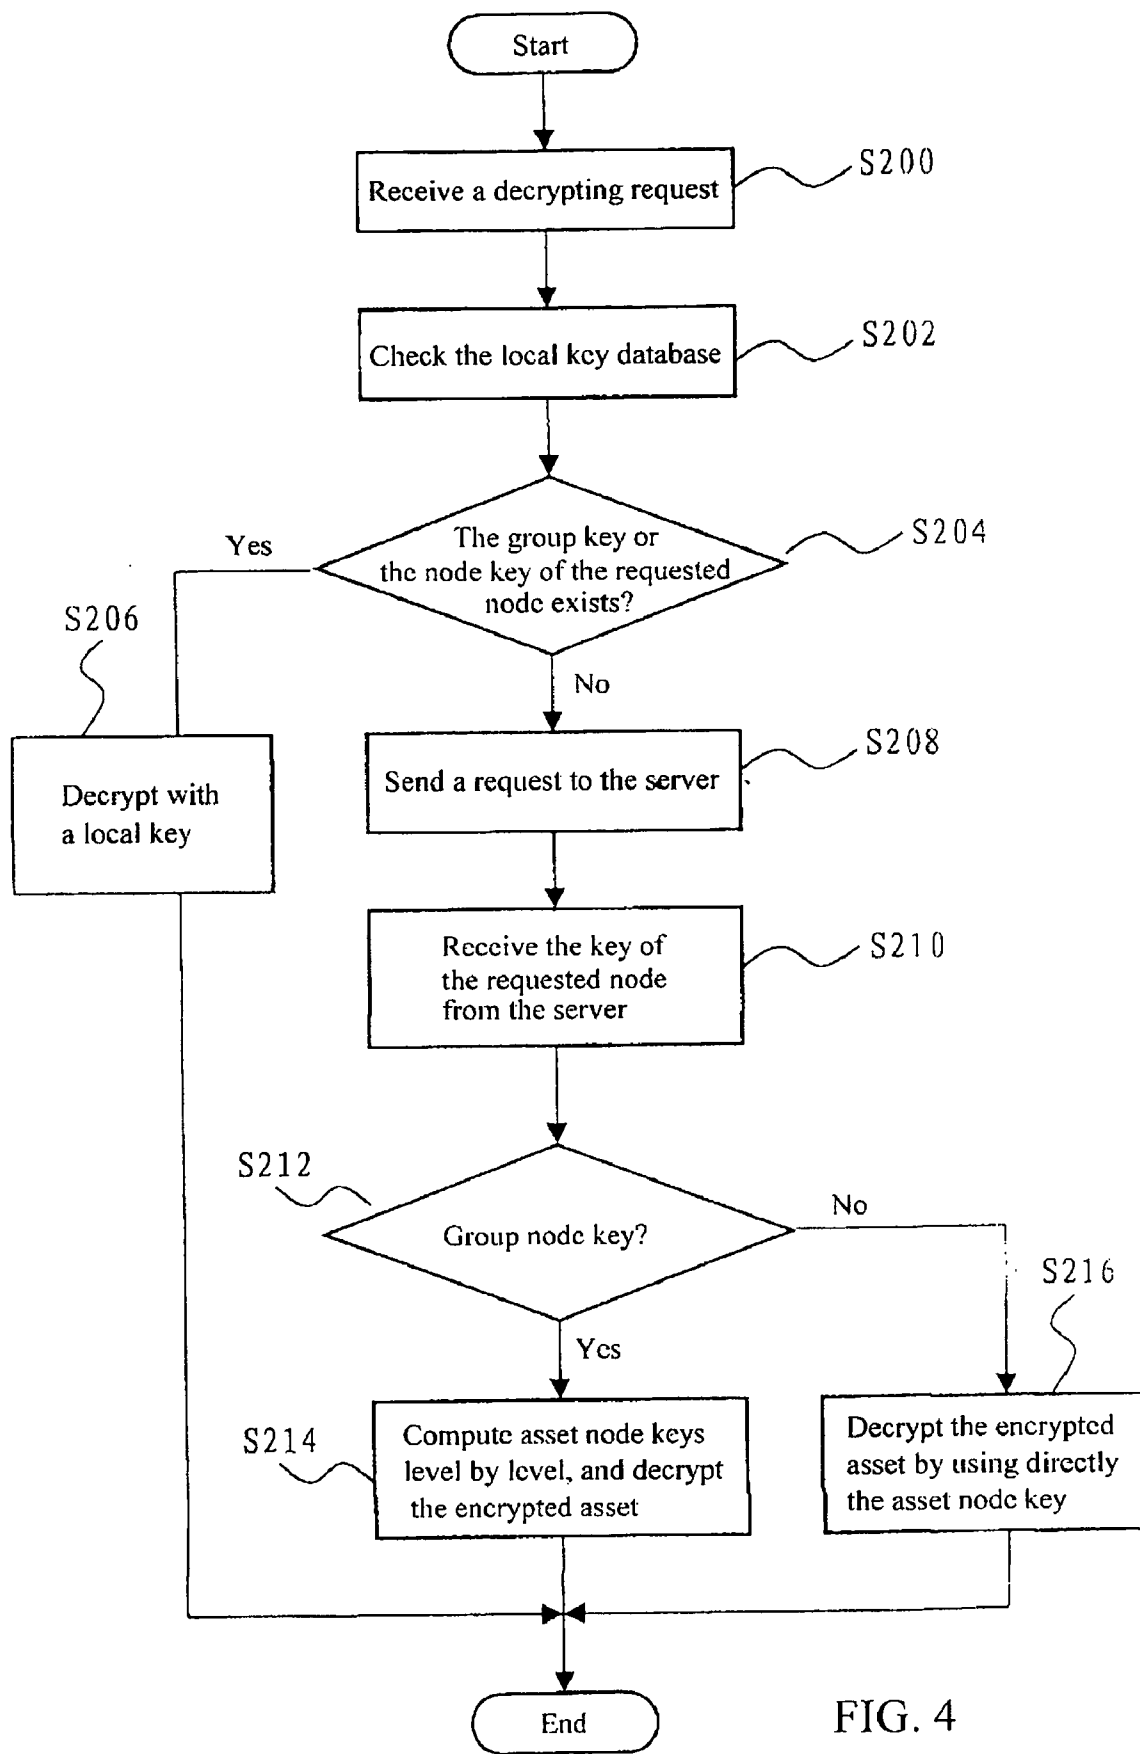 Start
Receive a decrypting request
S200
Check the local key database
S202
The group key or
the node key of the requested
node exists?
S204
Yes
No
S206
Decrypt with
a local key
Send a request to the server
S208
Receive the key of
the requested node
from the server
S210
S212
Group node key?
No
Yes
S214
Compute asset node keys
level by level, and decrypt
the encrypted asset
S216
Decrypt the encrypted
asset by using directly
the asset node key
End
FIG. 4